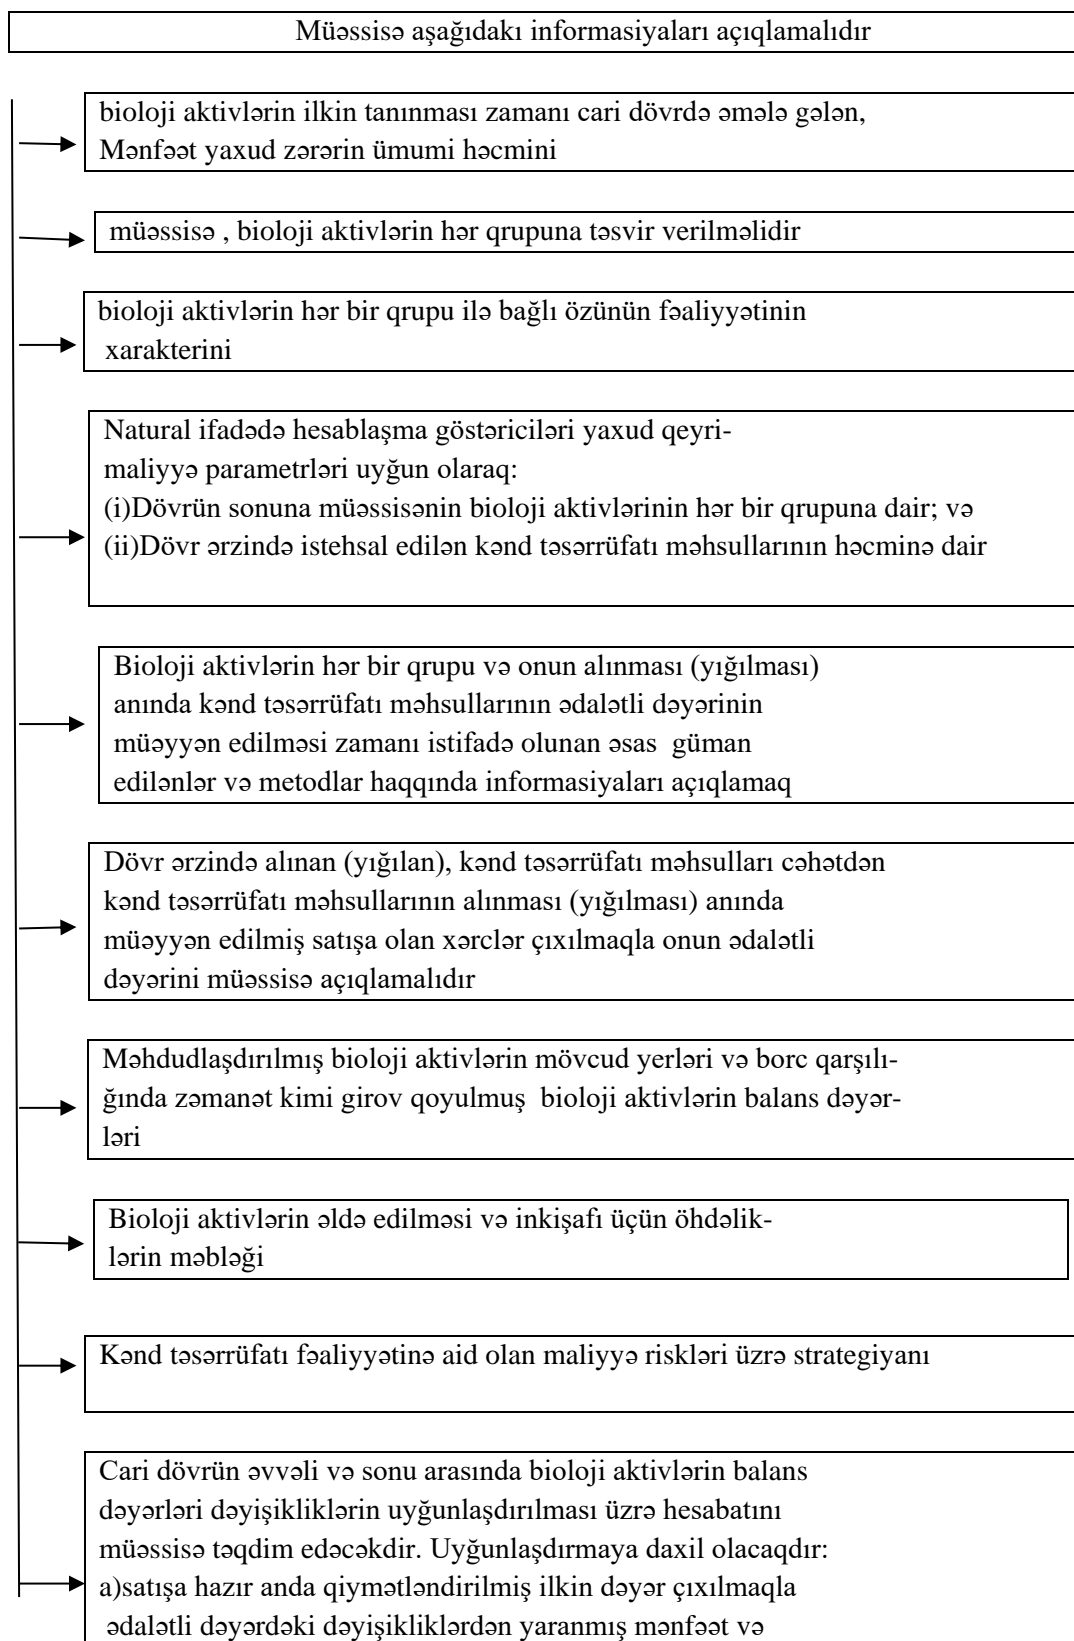 Müəssisə aşağıdakı informasiyaları açıqlamalıdır
bioloji aktivlərin ilkin tanınması zamanı cari dövrdə əmələ gələn,
Mənfəət yaxud zərərin ümumi həcmini
müəssisə , bioloji aktivlərin hər qrupuna təsvir verilməlidir
bioloji aktivlərin hər bir qrupu ilə bağlı özünün fəaliyyətinin
xarakterini
Natural ifadədə hesablaşma göstəriciləri yaxud qeyri-
maliyyə parametrləri uyğun olaraq:
(i)Dövrün sonuna müəssisənin bioloji aktivlərinin hər bir qrupuna dair; və
(ii)Dövr ərzində istehsal edilən kənd təsərrüfatı məhsullarının həcminə dair
Bioloji aktivlərin hər bir qrupu və onun alınması (yığılması)
anında kənd təsərrüfatı məhsullarının ədalətli dəyərinin
müəyyən edilməsi zamanı istifadə olunan əsas güman
edilənlər və metodlar haqqında informasiyaları açıqlamaq
Dövr ərzində alınan (yığılan), kənd təsərrüfatı məhsulları cəhətdən
kənd təsərrüfatı məhsullarının alınması (yığılması) anında
müəyyən edilmiş satışa olan xərclər çıxılmaqla onun ədalətli
dəyərini müəssisə açıqlamalıdır
Məhdudlaşdırılmış bioloji aktivlərin mövcud yerləri və borc qarşılı-
ğında zəmanət kimi girov qoyulmuş bioloji aktivlərin balans dəyər-
ləri
Bioloji aktivlərin əldə edilməsi və inkişafı üçün öhdəlik-
lərin məbləği
Kənd təsərrüfatı fəaliyyətinə aid olan maliyyə riskləri üzrə strategiyanı
Cari dövrün əvvəli və sonu arasında bioloji aktivlərin balans
dəyərləri dəyişikliklərin uyğunlaşdırılması üzrə hesabatını
müəssisə təqdim edəcəkdir. Uyğunlaşdırmaya daxil olacaqdır:
a)satışa hazır anda qiymətləndirilmiş ilkin dəyər çıxılmaqla
ədalətli dəyərdəki dəyişikliklərdən yaranmış mənfəət və